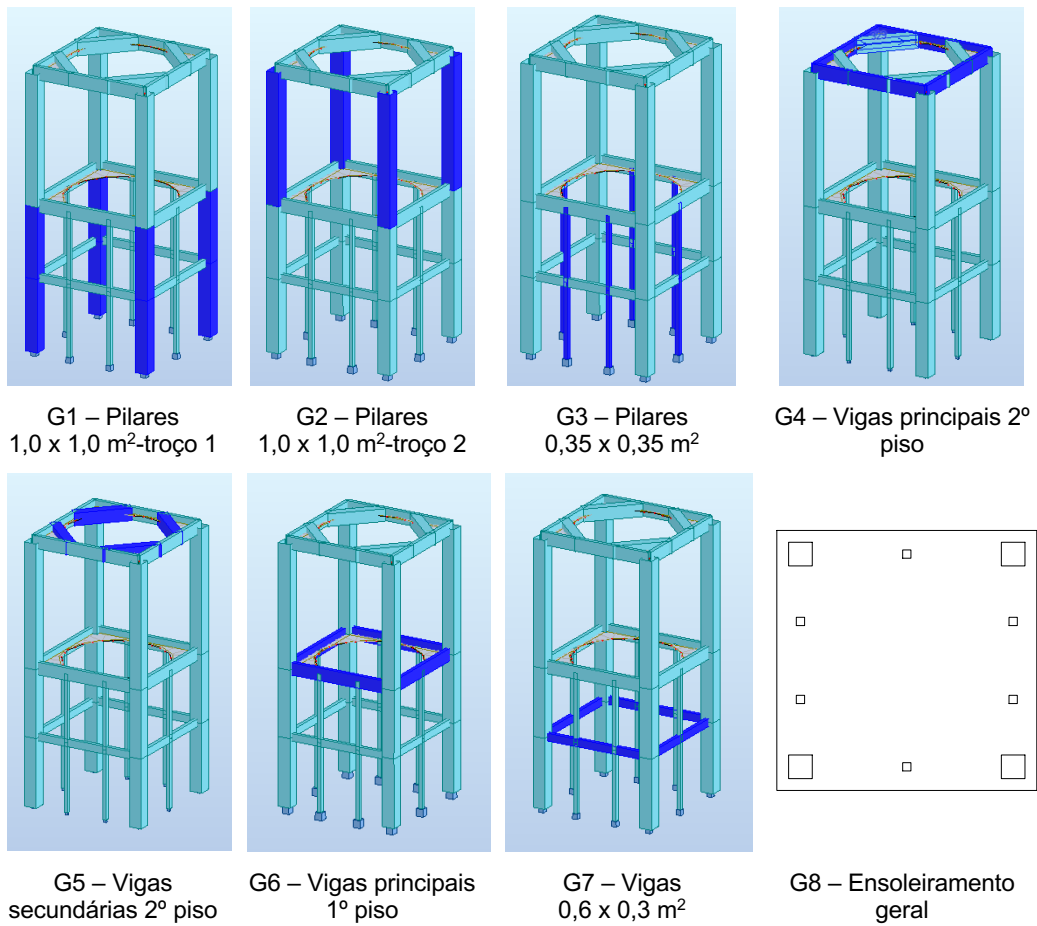 G1 – Pilares
1,0 x 1,0 m²-troço 1
G2 – Pilares
1,0 x 1,0 m²-troço 2
G3 – Pilares
0,35 x 0,35 m²
G4 – Vigas principais 2º
piso
G5 – Vigas
secundárias 2º piso
G6 – Vigas principais
1º piso
G7 – Vigas
0,6 x 0,3 m²
G8 – Ensoleiramento
geral